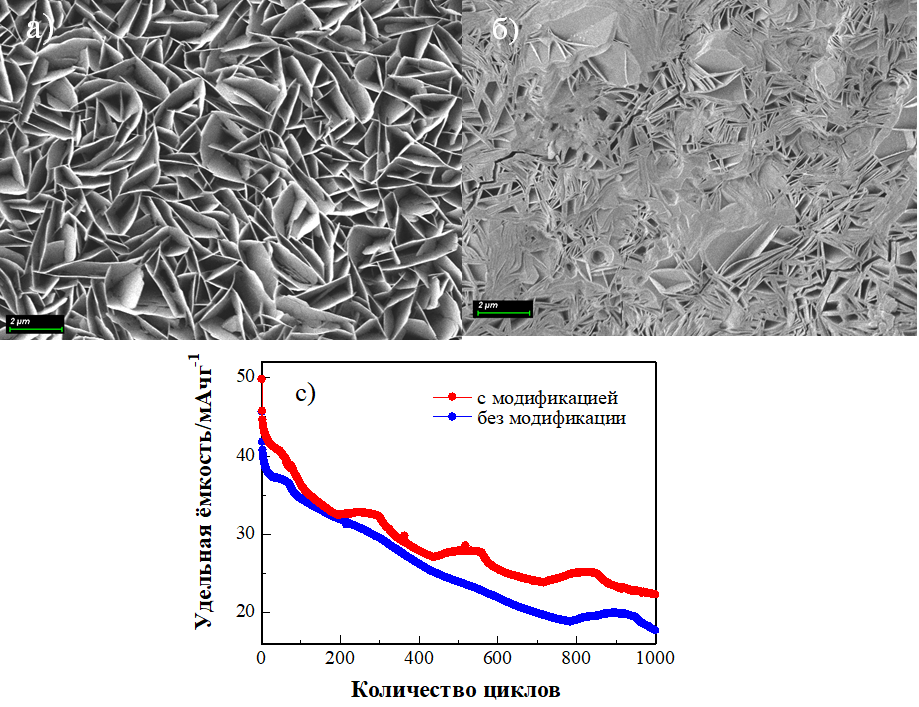 а)
б)
2 µm
2 µm
50
40
30
20
с)
с модификацией
без модификации
Удельная ёмкость/мАчг⁻¹
0
200
400
600
800
1000
Количество циклов